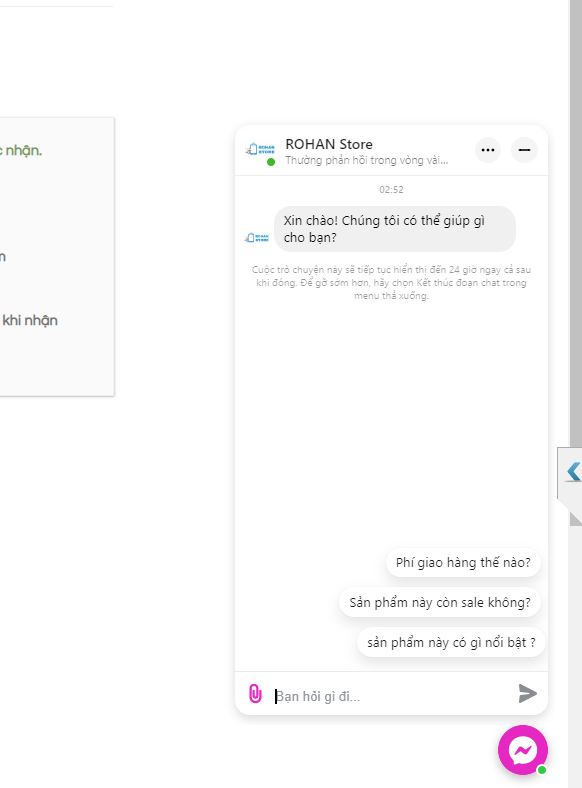 c nhận.
m
khi nhận
ROHAN STORE
ROHAN Store
Thường phản hồi trong vòng vài...
02:52
Xin chào! Chúng tôi có thể giúp gì
cho bạn?
ROHAN STORE
Cuộc trò chuyện này sẽ tiếp tục hiển thị đến 24 giờ ngay cả sau
khi đóng. Để gỡ sớm hơn, hãy chọn Kết thúc đoạn chat trong
menu thả xuống.
Phí giao hàng thế nào?
Sản phẩm này còn sale không?
sản phẩm này có gì nổi bật ?
Bạn hỏi gì đi...